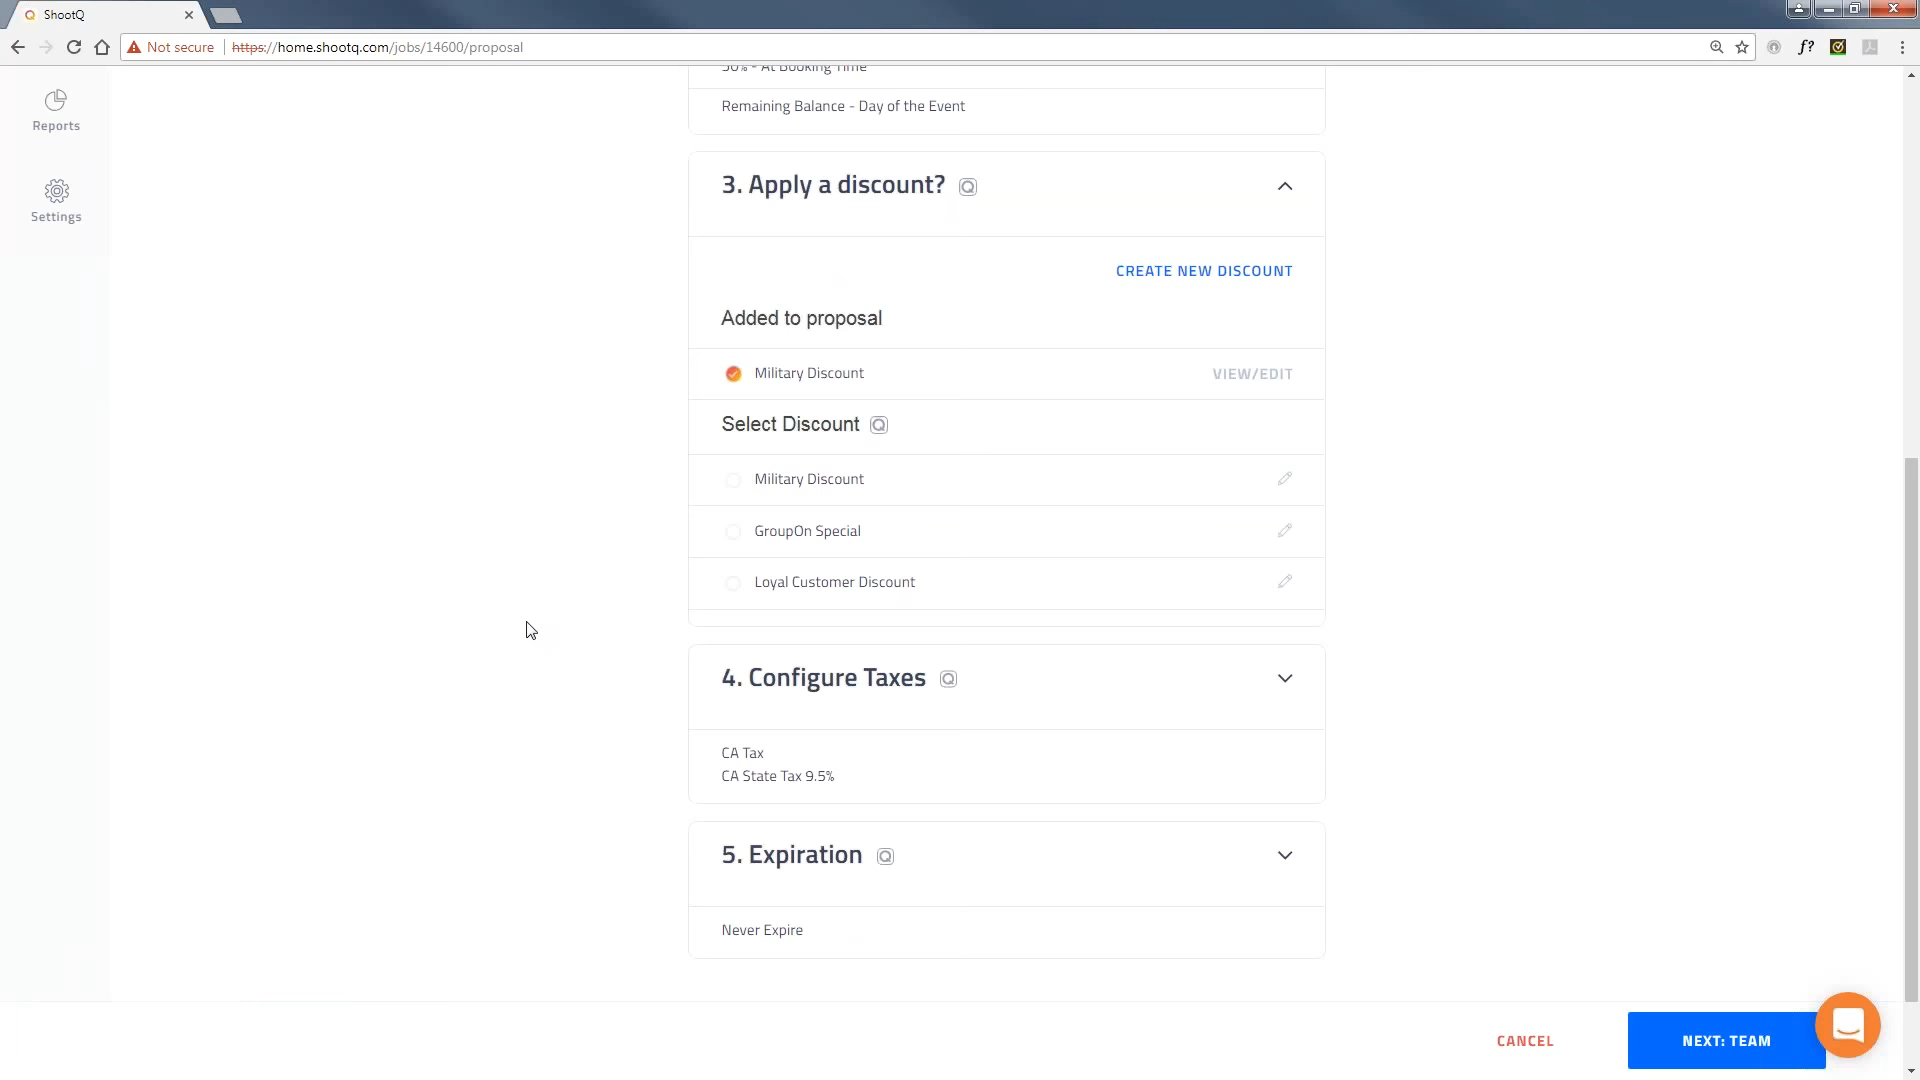 ShootQ
Not secure | https://home.shootq.com/jobs/14600/proposal
f?
50% - At Booking Time
Reports
Remaining Balance - Day of the Event
Settings
3. Apply a discount?
CREATE NEW DISCOUNT
Added to proposal
Military Discount VIEW/EDIT
Select Discount
Military Discount
GroupOn Special
Loyal Customer Discount
4. Configure Taxes
CA Tax
CA State Tax 9.5%
5. Expiration
Never Expire
CANCEL NEXT: TEAM